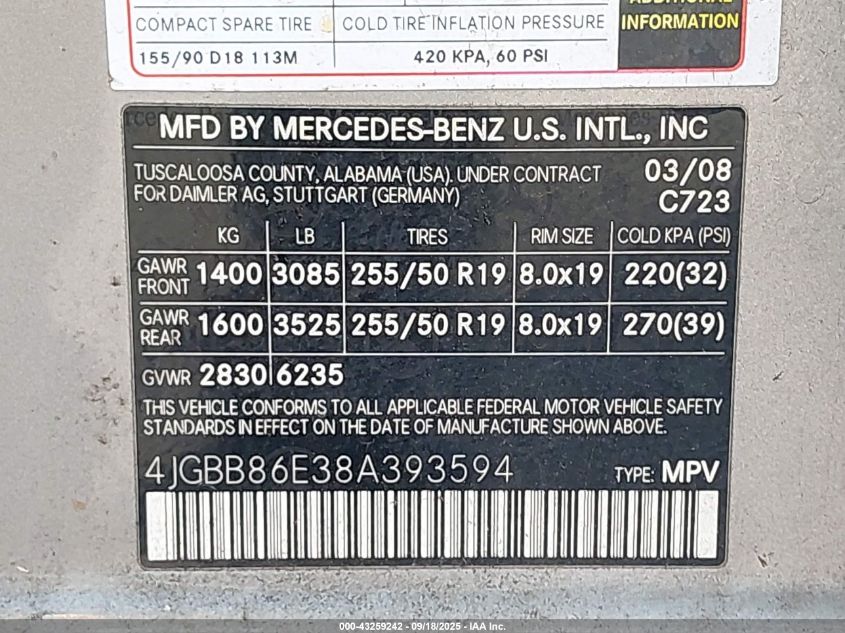 COMPACT SPARE TIRE COLD TIRE INFLATION PRESSURE
155/90 D18 113M 420 KPA, 60 PSI
ADDITIONAL
INFORMATION
MFD BY MERCEDES-BENZ U.S. INTL., INC
TUSCALOOSA COUNTY, ALABAMA (USA). UNDER CONTRACT 03/08
FOR DAIMLER AG, STUTTGART (GERMANY) C723
KG LB TIRES RIM SIZE COLD KPA (PSI)
GAWR FRONT 1400 3085 255/50 R19 8.0x19 220(32)
GAWR REAR 1600 3525 255/50 R19 8.0x19 270(39)
GVWR 2830 6235
THIS VEHICLE CONFORMS TO ALL APPLICABLE FEDERAL MOTOR VEHICLE SAFETY
STANDARDS IN EFFECT ON THE DATE OF MANUFACTURE SHOWN ABOVE.
4JGBB86E38A393594 TYPE: MPV
000-43259242 - 09/18/2025 - IAA Inc.